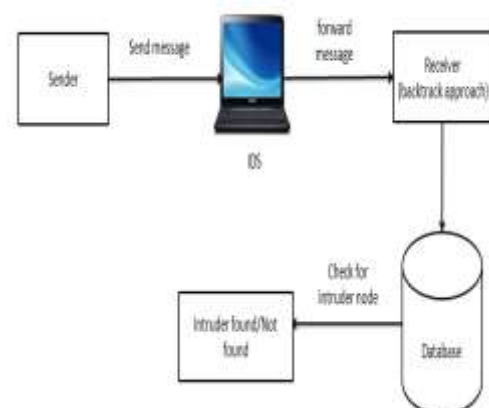 Sender
Send message
IDS
forward
message
Receiver
(backtrack approach)
Database
Check for
intruder node
Intruder found/Not
found